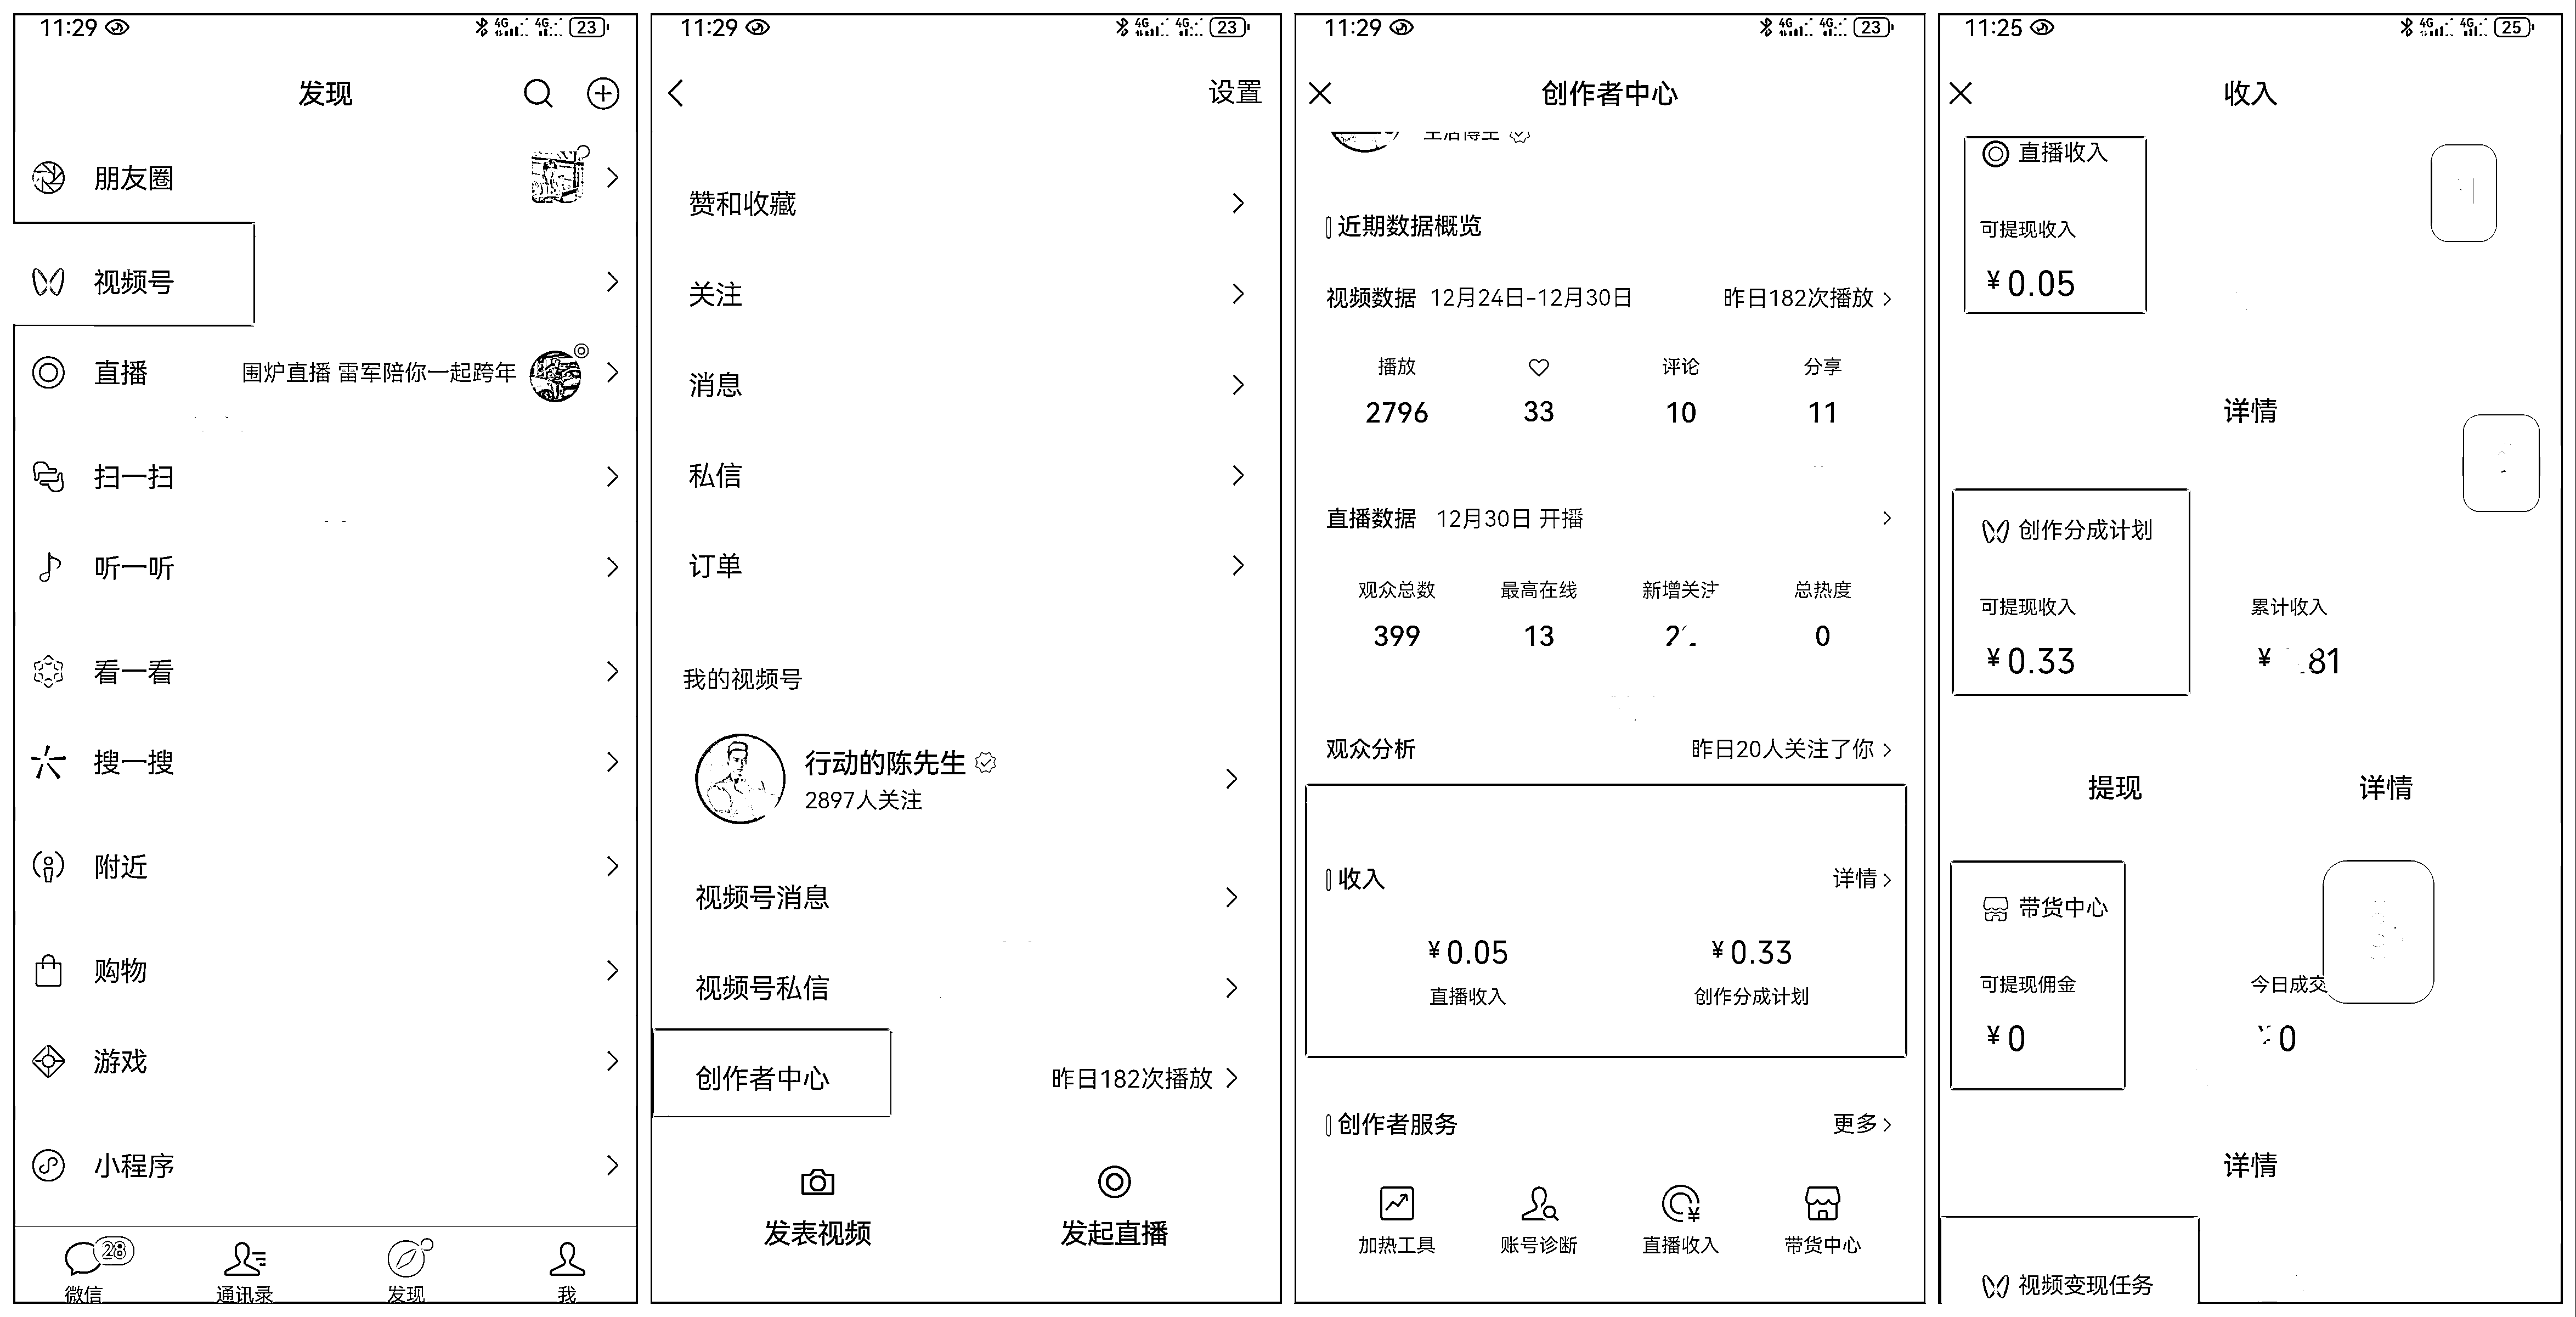 11:29
4G 4G 23
发现
朋友圈
视频号
直播 围炉直播 雷军陪你一起跨年
扫一扫
听一听
看一看
搜一搜
附近
购物
游戏
小程序
28
微信 通讯录 发现 我
11:29
4G 4G 23
设置
赞和收藏
关注
消息
私信
订单
我的视频号
行动的陈先生
2897人关注
视频号消息
视频号私信
创作者中心 昨日182次播放
发表视频 发起直播
11:29
4G 4G 23
创作者中心
生活博主
近期数据概览
视频数据 12月24日-12月30日 昨日182次播放
播放 评论 分享
2796 33 10 11
直播数据 12月30日 开播
观众总数 最高在线 新增关注 总热度
399 13 0
观众分析 昨日20人关注了你
收入 详情
¥0.05 ¥0.33
直播收入 创作分成计划
创作者服务 更多
加热工具 账号诊断 直播收入 带货中心
11:25
4G 4G 25
收入
直播收入
可提现收入
¥0.05
详情
创作分成计划
可提现收入 累计收入
¥0.33 ¥ .81
提现 详情
带货中心
可提现佣金 今日成交
¥0 0
详情
视频变现任务